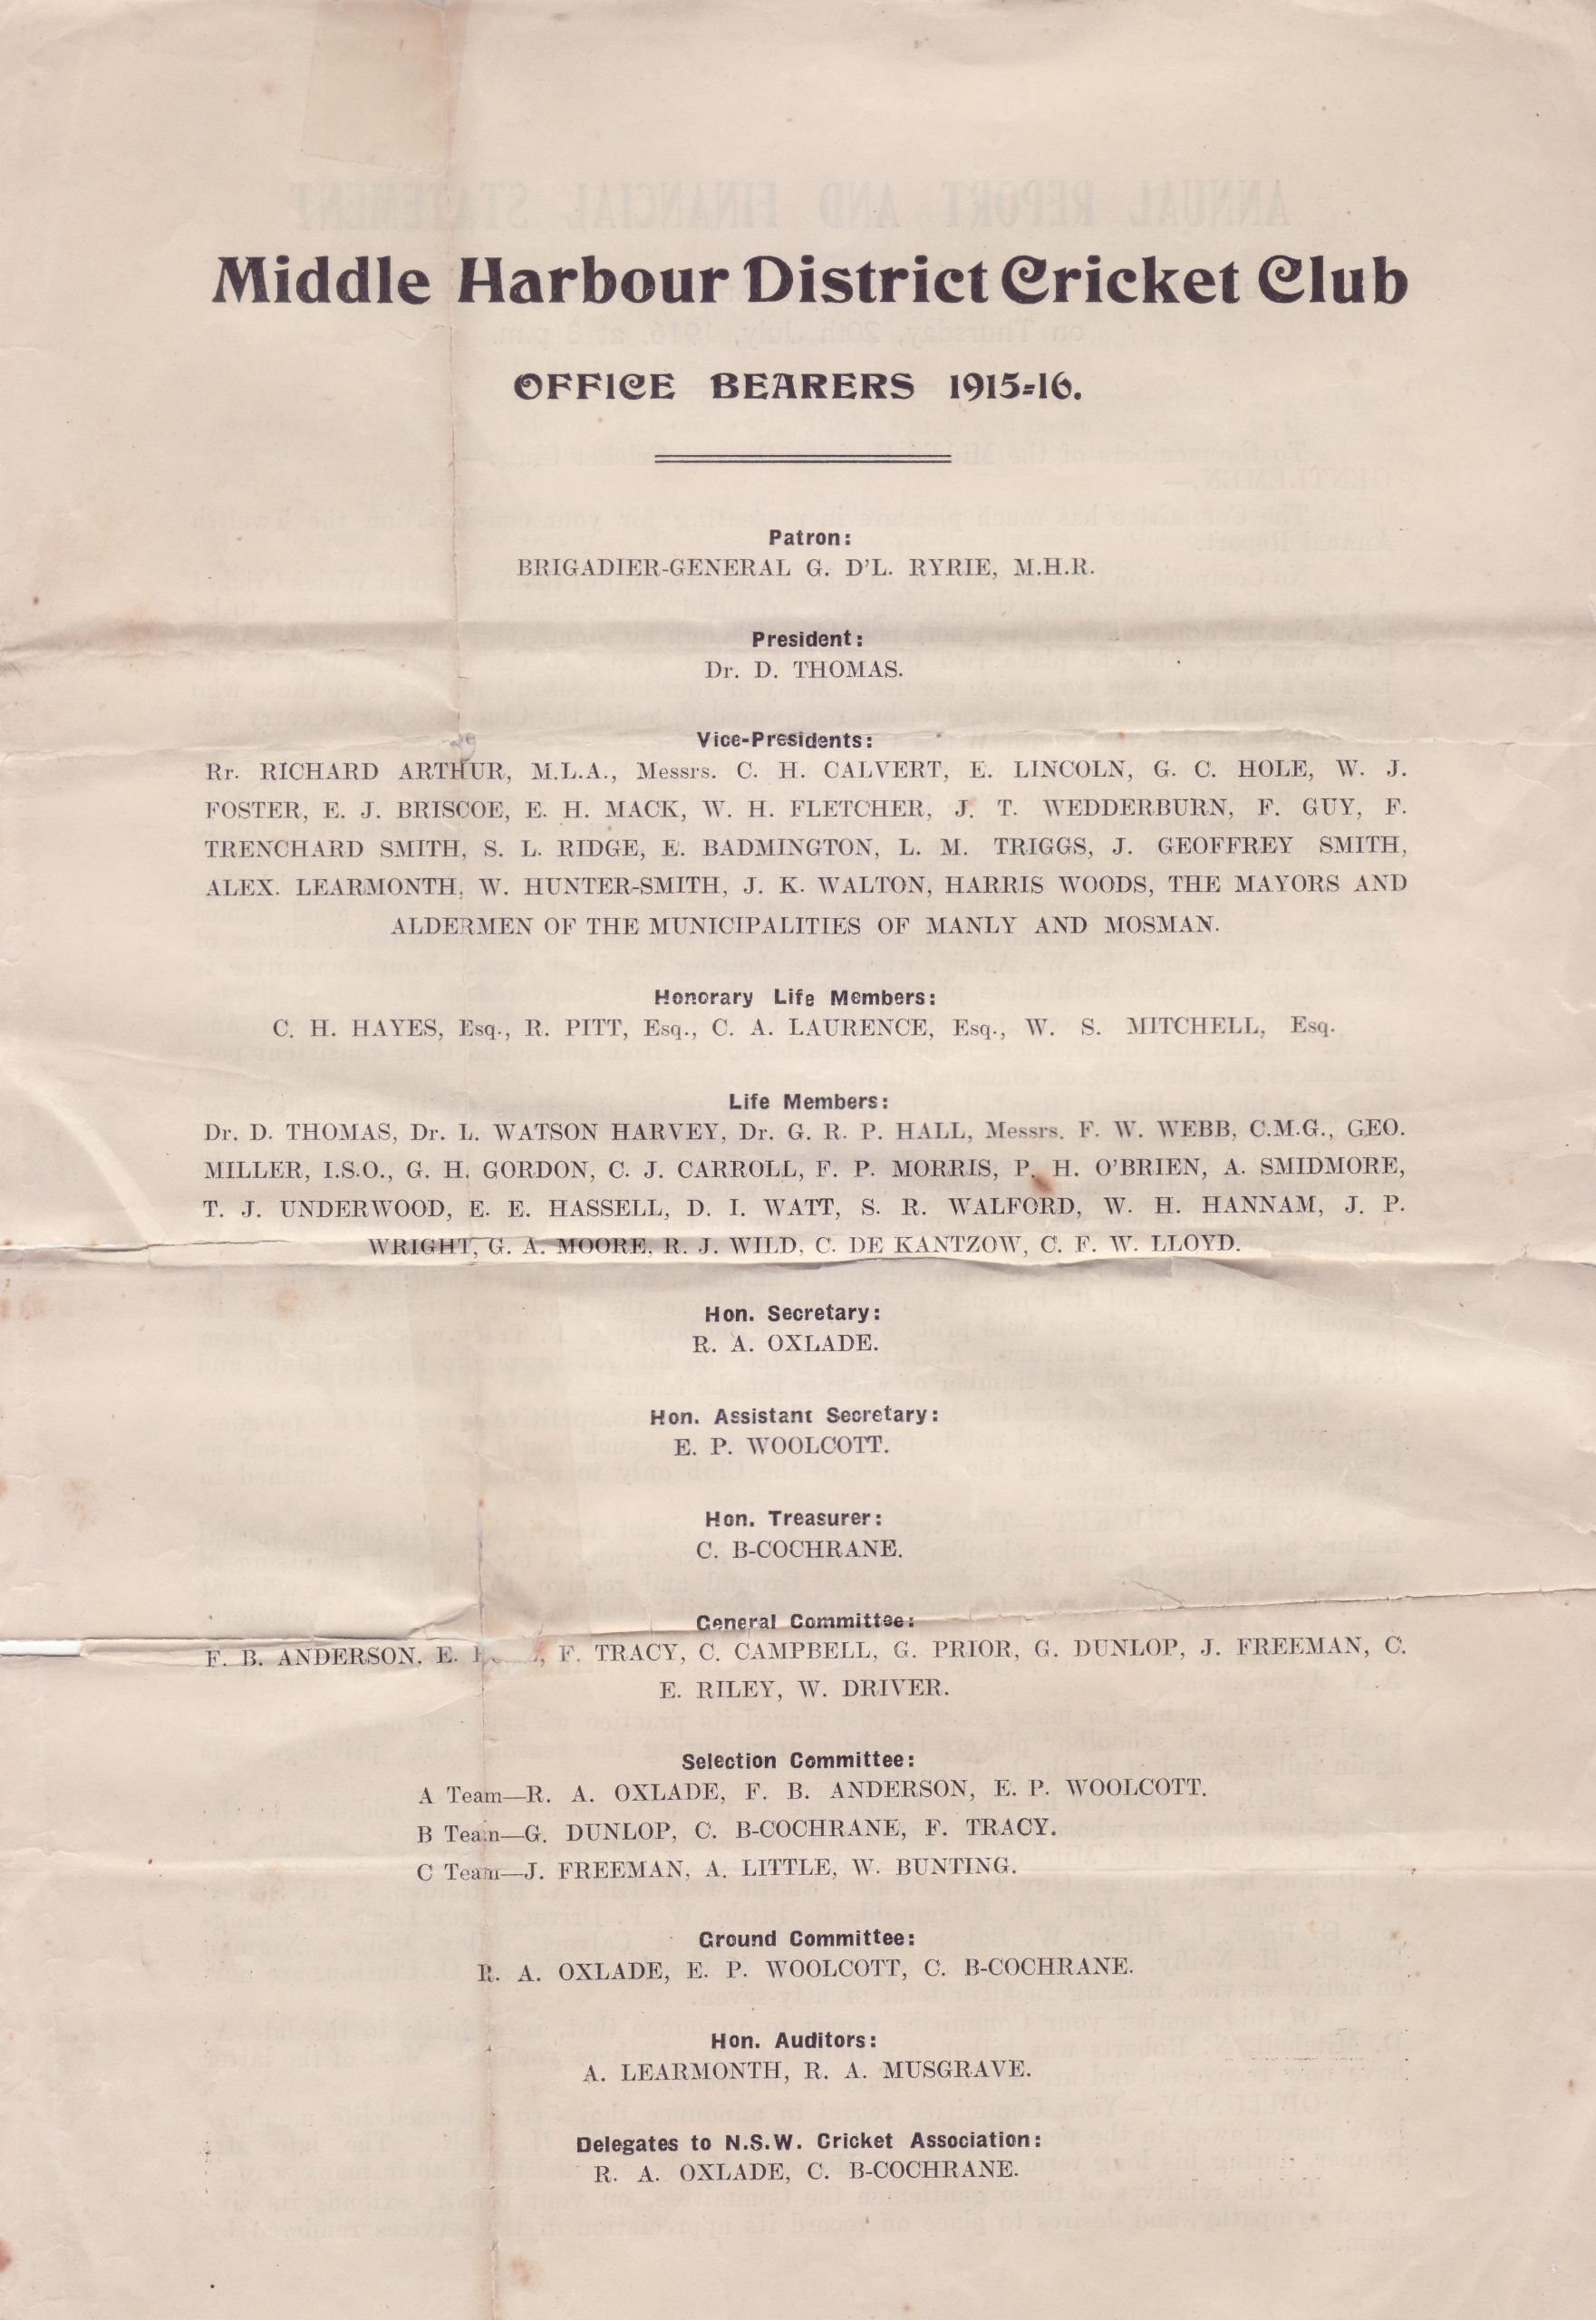 Middle Harbour District Cricket Club
OFFICE BEARERS 1915-16.
Patron:
BRIGADIER-GENERAL G. D'L. RYRIE, M.H.R.
President:
Dr. D. THOMAS.
Vice-Presidents:
Rr. RICHARD ARTHUR, M.L.A., Messrs. C. H. CALVERT, E. LINCOLN, G. C. HOLE, W. J.
FOSTER, E. J. BRISCOE, E. H. MACK, W. H. FLETCHER, J. T. WEDDERBURN, F. GUY, F.
TRENCHARD SMITH, S. L. RIDGE, E. BADMINGTON, L. M. TRIGGS, J. GEOFFREY SMITH,
ALEX. LEARMONTH, W. HUNTER-SMITH, J. K. WALTON, HARRIS WOODS, THE MAYORS AND
ALDERMEN OF THE MUNICIPALITIES OF MANLY AND MOSMAN.
Honorary Life Members:
C. H. HAYES, Esq., R. PITT, Esq., C. A. LAURENCE, Esq., W. S. MITCHELL, Esq.
Life Members:
Dr. D. THOMAS, Dr. L. WATSON HARVEY, Dr. G. R. P. HALL, Messrs. F. W. WEBB, C.M.G., GEO.
MILLER, I.S.O., G. H. GORDON, C. J. CARROLL, F. P. MORRIS, P. H. O'BRIEN, A. SMIDMORE,
T. J. UNDERWOOD, E. E. HASSELL, D. I. WATT, S. R. WALFORD, W. H. HANNAM, J. P.
WRIGHT, G. A. MOORE, R. J. WILD, C. DE KANTZOW, C. F. W. LLOYD.
Hon. Secretary:
R. A. OXLADE.
Hon. Assistant Secretary:
E. P. WOOLCOTT.
Hon. Treasurer:
C. B-COCHRANE.
General Committee:
F. B. ANDERSON, E. F. TRACY, C. CAMPBELL, G. PRIOR, G. DUNLOP, J. FREEMAN, C.
E. RILEY, W. DRIVER.
Selection Committee:
A Team—R. A. OXLADE, F. B. ANDERSON, E. P. WOOLCOTT.
B Team—G. DUNLOP, C. B-COCHRANE, F. TRACY.
C Team—J. FREEMAN, A. LITTLE, W. BUNTING.
Ground Committee:
R. A. OXLADE, E. P. WOOLCOTT, C. B-COCHRANE.
Hon. Auditors:
A. LEARMONTH, R. A. MUSGRAVE.
Delegates to N.S.W. Cricket Association:
R. A. OXLADE, C. B-COCHRANE.